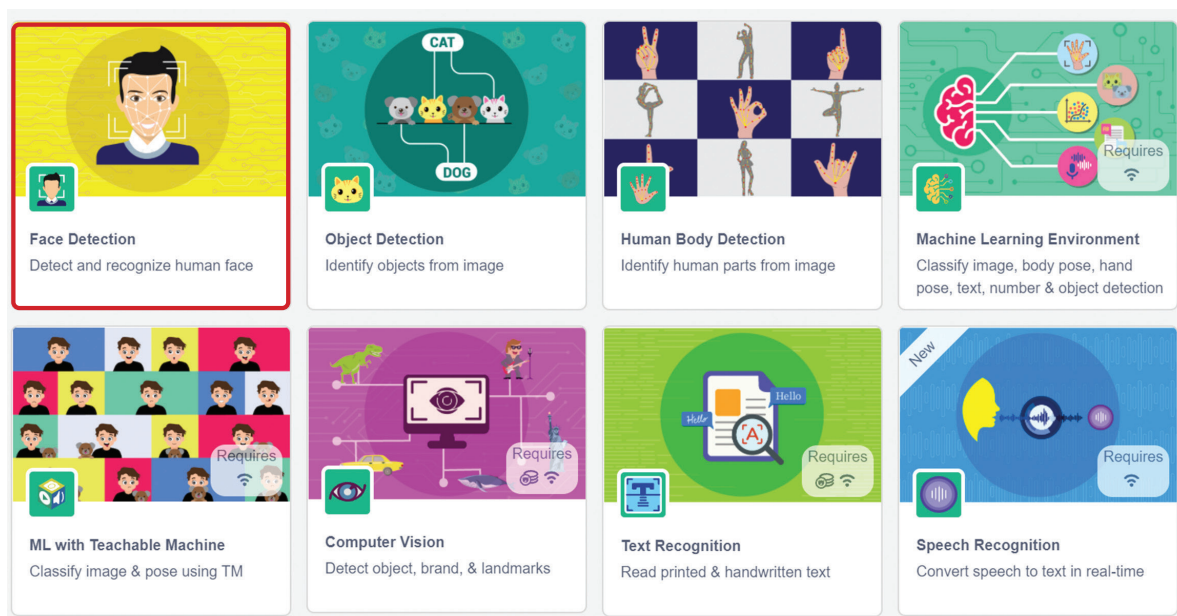 CAT
DOG
Requires
Face Detection
Detect and recognize human face
Object Detection
Identify objects from image
Human Body Detection
Identify human parts from image
Machine Learning Environment
Classify image, body pose, hand
pose, text, number & object detection
Requires
ML with Teachable Machine
Classify image & pose using TM
Requires
Computer Vision
Detect object, brand, & landmarks
Hello
Hello
A
Requires
Text Recognition
Read printed & handwritten text
New
Requires
Speech Recognition
Convert speech to text in real-time